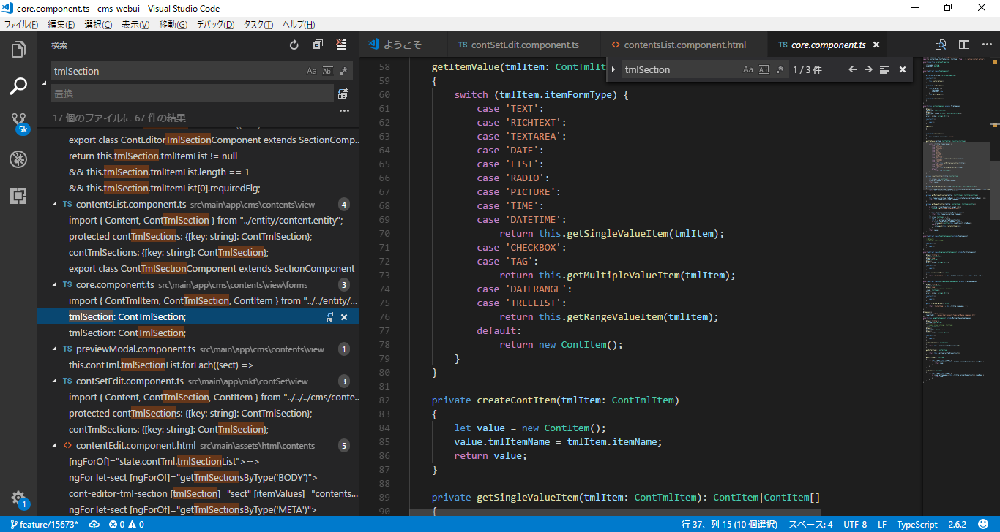 core.component.ts - cms-webui - Visual Studio Code
ファイル(F) 編集(E) 選択(C) 表示(V) 移動(G) デバッグ(D) タスク(T) ヘルプ(H)
検索
tmlSection
Aa Abl .*
置換
17 個のファイルに 67 件の結果
export class ContEditorTmlSectionComponent extends SectionComp...
return this.tmlSection.tmlItemList != null
&& this.tmlSection.tmlItemList.length == 1
&& this.tmlSection.tmlItemList[0].requiredFlg;
TS contentsList.component.ts src\main\app\cms\contents\view 4
import { Content, ContTmlSection } from "../entity/content.entity";
protected contTmlSections: {[key: string]: ContTmlSection};
contTmlSections: {[key: string]: ContTmlSection};
export class ContTmlSectionComponent extends SectionComponent
TS core.component.ts src\main\app\cms\contents\view\forms 3
import { ContTmlItem, ContTmlSection, ContItem } from "../../entity/...
tmlSection: ContTmlSection;
tmlSection: ContTmlSection;
TS previewModal.component.ts src\main\app\cms\contents\view 1
this.contTml.tmlSectionList.forEach((sect) =>
TS contSetEdit.component.ts src\main\app\mkt\contSet\view 3
import { Content, ContTmlSection, ContItem } from "../../../cms/conte...
protected contTmlSections: {[key: string]: ContTmlSection};
contTmlSections: {[key: string]: ContTmlSection};
<> contentEdit.component.html src\main\assets\html\contents 5
[ngForOf]="state.contTml.tmlSectionList">-->
ngFor let-sect [ngForOf]="getTmlSectionsByType('BODY')">
cont-editor-tml-section [tmlSection]="sect" [itemValues]="contents....
ngFor let-sect [ngForOf]="getTmlSectionsByType('META')">
5k
1
ようこそ
TS contSetEdit.component.ts
<> contentsList.component.html
TS core.component.ts
tmlSection Aa Abl .* 1 / 3 件
58 getItemValue(tmlItem: ContTmlIt
59 {
60 switch (tmlItem.itemFormType) {
61 case 'TEXT':
62 case 'RICHTEXT':
63 case 'TEXTAREA':
64 case 'DATE':
65 case 'LIST':
66 case 'RADIO':
67 case 'PICTURE':
68 case 'TIME':
69 case 'DATETIME':
70 return this.getSingleValueItem(tmlItem);
71 case 'CHECKBOX':
72 case 'TAG':
73 return this.getMultipleValueItem(tmlItem);
74 case 'DATERANGE':
75 case 'TREELIST':
76 return this.getRangeValueItem(tmlItem);
77 default:
78 return new ContItem();
79 }
80 }
81
82 private createContItem(tmlItem: ContTmlItem)
83 {
84 let value = new ContItem();
85 value.tmlItemName = tmlItem.itemName;
86 return value;
87 }
88
89 private getSingleValueItem(tmlItem: ContTmlItem): ContItem|ContItem[]
90 {
feature/15673* 0 0 行 37、列 15 (10 個選択) スペース: 4 UTF-8 LF TypeScript 2.6.2